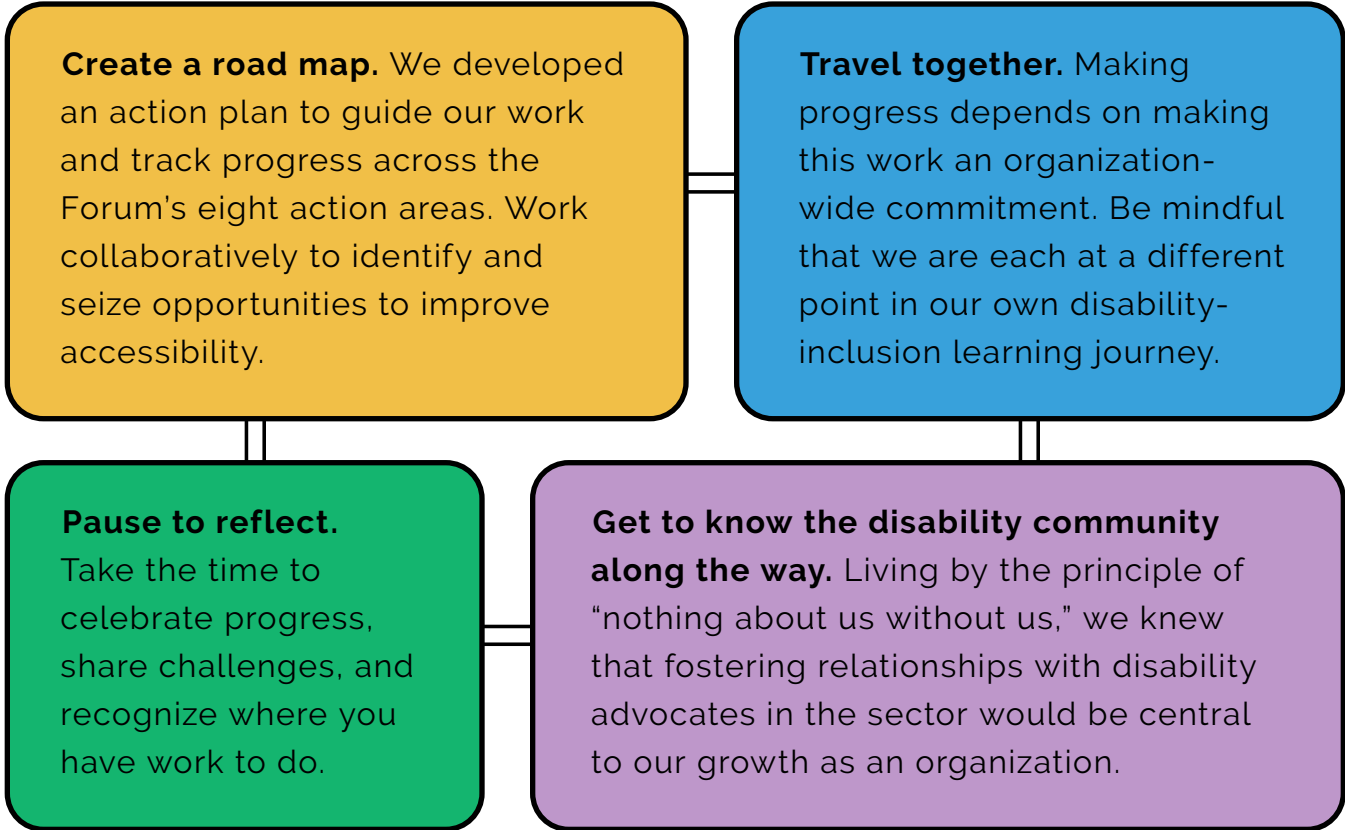 Create a road map. We developed
an action plan to guide our work
and track progress across the
Forum’s eight action areas. Work
collaboratively to identify and
seize opportunities to improve
accessibility.
Travel together. Making
progress depends on making
this work an organization-
wide commitment. Be mindful
that we are each at a different
point in our own disability-
inclusion learning journey.
Pause to reflect.
Take the time to
celebrate progress,
share challenges, and
recognize where you
have work to do.
Get to know the disability community
along the way. Living by the principle of
“nothing about us without us,” we knew
that fostering relationships with disability
advocates in the sector would be central
to our growth as an organization.